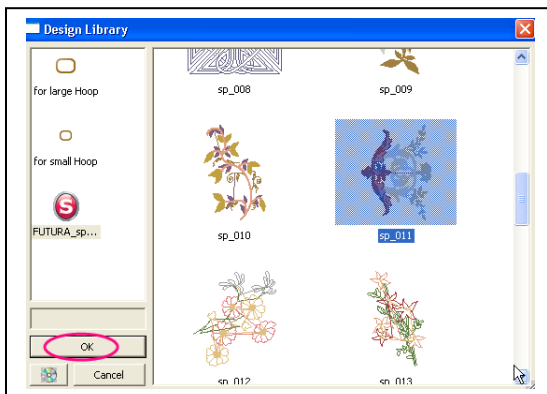 Design Library
for large Hoop
for small Hoop
S
FUTURA_sp...
OK
Cancel
sp_008
sp_009
sp_010
sp_011
sp_012
sp_013